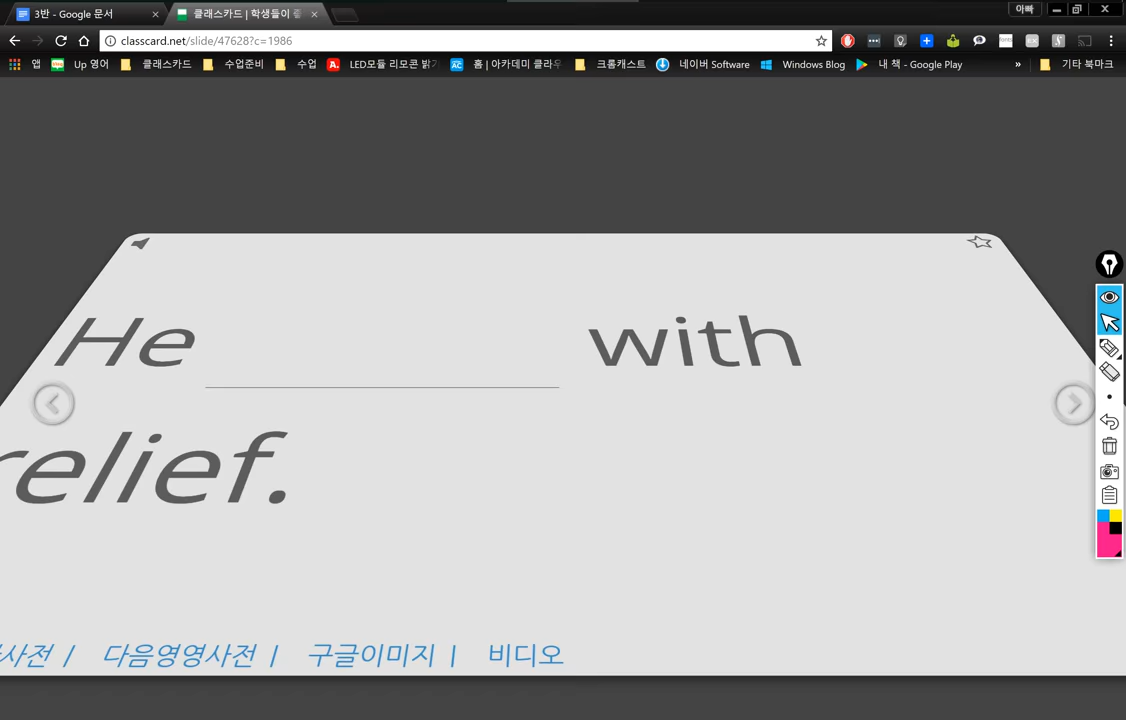 3반 - Google 문서
클래스카드 | 학생들이 좋
아빠
classcard.net/slide/47628?c=1986
앱
Up 영어
클래스카드
수업준비
수업
LED모듈 리모콘 밝기
홈 | 아카데미 클라우
크롬캐스트
네이버 Software
Windows Blog
내 책 - Google Play
»
기타 북마크
He ______ with
relief.
사전 | 다음영영사전 | 구글이미지 | 비디오